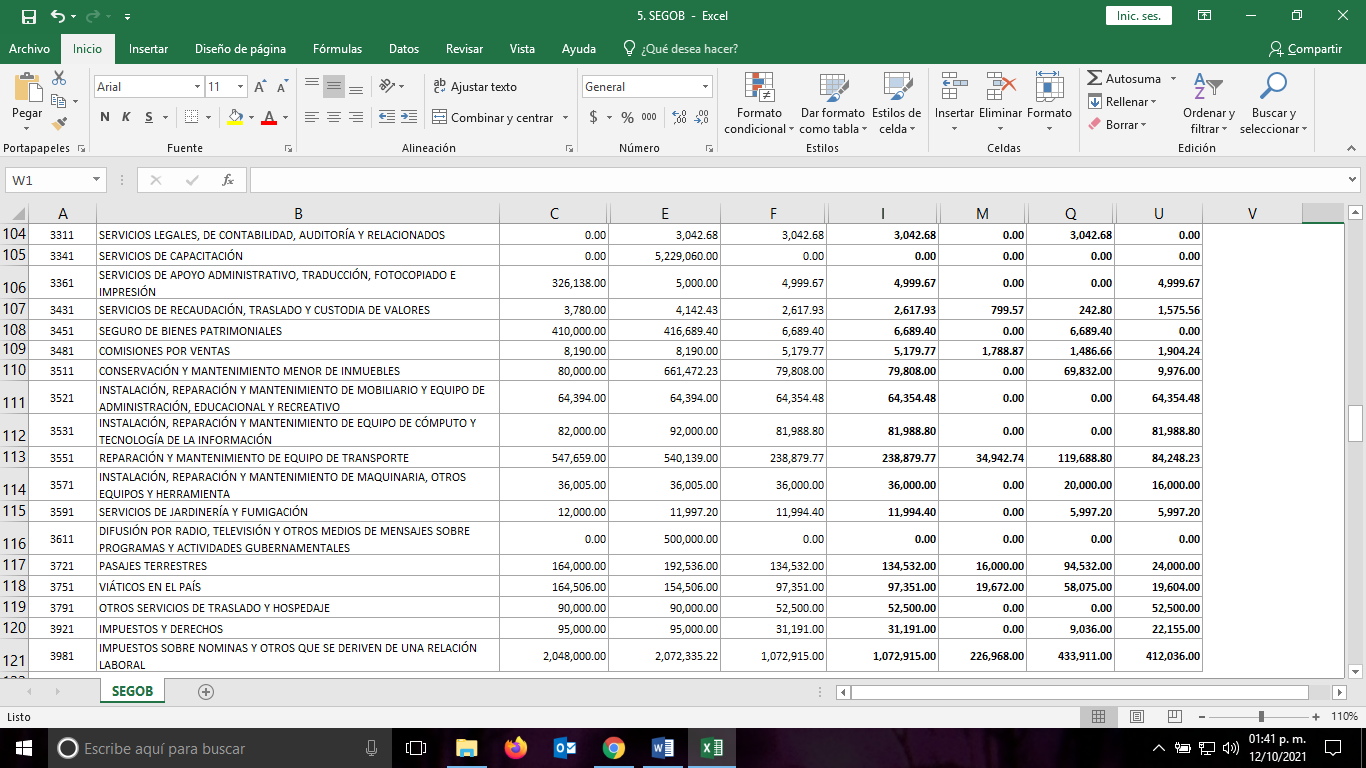 5. SEGOB - Excel
Inic. ses.
Archivo Inicio Insertar Diseño de página Fórmulas Datos Revisar Vista Ayuda ¿Qué desea hacer? Compartir
Pegar
Arial 11
N K S A
ab Ajustar texto
Combinar y centrar
General
$ % 000
Formato condicional
Dar formato como tabla
Estilos de celda
Insertar Eliminar Formato
Autosuma
Rellenar
Borrar
Ordenar y filtrar
Buscar y seleccionar
Portapapeles Fuente Alineación Número Estilos Celdas Edición
W1 fx
A B C E F I M Q U V
104 3311 SERVICIOS LEGALES, DE CONTABILIDAD, AUDITORÍA Y RELACIONADOS 0.00 3,042.68 3,042.68 3,042.68 0.00 3,042.68 0.00
105 3341 SERVICIOS DE CAPACITACIÓN 0.00 5,229,060.00 0.00 0.00 0.00 0.00 0.00
106 3361 SERVICIOS DE APOYO ADMINISTRATIVO, TRADUCCIÓN, FOTOCOPIADO E
IMPRESIÓN 326,138.00 5,000.00 4,999.67 4,999.67 0.00 0.00 4,999.67
107 3431 SERVICIOS DE RECAUDACIÓN, TRASLADO Y CUSTODIA DE VALORES 3,780.00 4,142.43 2,617.93 2,617.93 799.57 242.80 1,575.56
108 3451 SEGURO DE BIENES PATRIMONIALES 410,000.00 416,689.40 6,689.40 6,689.40 0.00 6,689.40 0.00
109 3481 COMISIONES POR VENTAS 8,190.00 8,190.00 5,179.77 5,179.77 1,788.87 1,486.66 1,904.24
110 3511 CONSERVACIÓN Y MANTENIMIENTO MENOR DE INMUEBLES 80,000.00 661,472.23 79,808.00 79,808.00 0.00 69,832.00 9,976.00
111 3521 INSTALACIÓN, REPARACIÓN Y MANTENIMIENTO DE MOBILIARIO Y EQUIPO DE
ADMINISTRACIÓN, EDUCACIONAL Y RECREATIVO 64,394.00 64,394.00 64,354.48 64,354.48 0.00 0.00 64,354.48
112 3531 INSTALACIÓN, REPARACIÓN Y MANTENIMIENTO DE EQUIPO DE CÓMPUTO Y
TECNOLOGÍA DE LA INFORMACIÓN 82,000.00 92,000.00 81,988.80 81,988.80 0.00 0.00 81,988.80
113 3551 REPARACIÓN Y MANTENIMIENTO DE EQUIPO DE TRANSPORTE 547,659.00 540,139.00 238,879.77 238,879.77 34,942.74 119,688.80 84,248.23
114 3571 INSTALACIÓN, REPARACIÓN Y MANTENIMIENTO DE MAQUINARIA, OTROS
EQUIPOS Y HERRAMIENTA 36,005.00 36,005.00 36,000.00 36,000.00 0.00 20,000.00 16,000.00
115 3591 SERVICIOS DE JARDINERÍA Y FUMIGACIÓN 12,000.00 11,997.20 11,994.40 11,994.40 0.00 5,997.20 5,997.20
116 3611 DIFUSIÓN POR RADIO, TELEVISIÓN Y OTROS MEDIOS DE MENSAJES SOBRE
PROGRAMAS Y ACTIVIDADES GUBERNAMENTALES 0.00 500,000.00 0.00 0.00 0.00 0.00 0.00
117 3721 PASAJES TERRESTRES 164,000.00 192,536.00 134,532.00 134,532.00 16,000.00 94,532.00 24,000.00
118 3751 VIÁTICOS EN EL PAÍS 164,506.00 154,506.00 97,351.00 97,351.00 19,672.00 58,075.00 19,604.00
119 3791 OTROS SERVICIOS DE TRASLADO Y HOSPEDAJE 90,000.00 90,000.00 52,500.00 52,500.00 0.00 0.00 52,500.00
120 3921 IMPUESTOS Y DERECHOS 95,000.00 95,000.00 31,191.00 31,191.00 0.00 9,036.00 22,155.00
121 3981 IMPUESTOS SOBRE NOMINAS Y OTROS QUE SE DERIVEN DE UNA RELACIÓN
LABORAL 2,048,000.00 2,072,335.22 1,072,915.00 1,072,915.00 226,968.00 433,911.00 412,036.00
SEGOB
Listo 110%
Escribe aquí para buscar
01:41 p. m.
12/10/2021